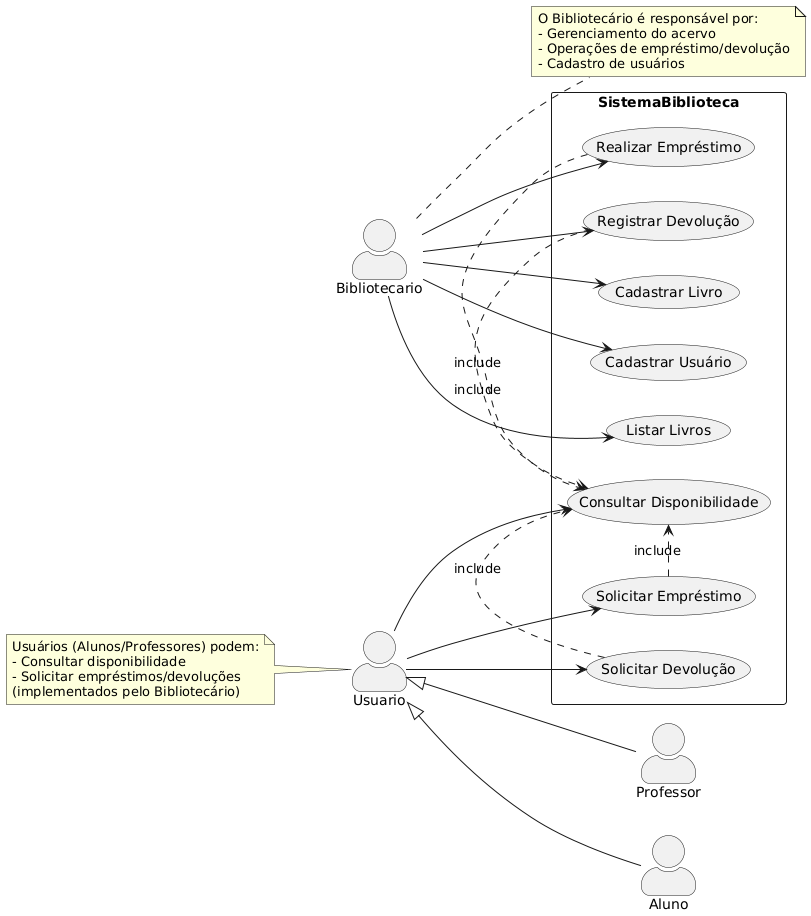 O Bibliotecário é responsável por:
- Gerenciamento do acervo
- Operações de empréstimo/devolução
- Cadastro de usuários
SistemaBiblioteca
Realizar Empréstimo
Registrar Devolução
Bibliotecario
Cadastrar Livro
Cadastrar Usuário
include
include
Listar Livros
Consultar Disponibilidade
include
include
Solicitar Empréstimo
Usuários (Alunos/Professores) podem:
- Consultar disponibilidade
- Solicitar empréstimos/devoluções
(implementados pelo Bibliotecário)
Solicitar Devolução
Usuario
Professor
Aluno